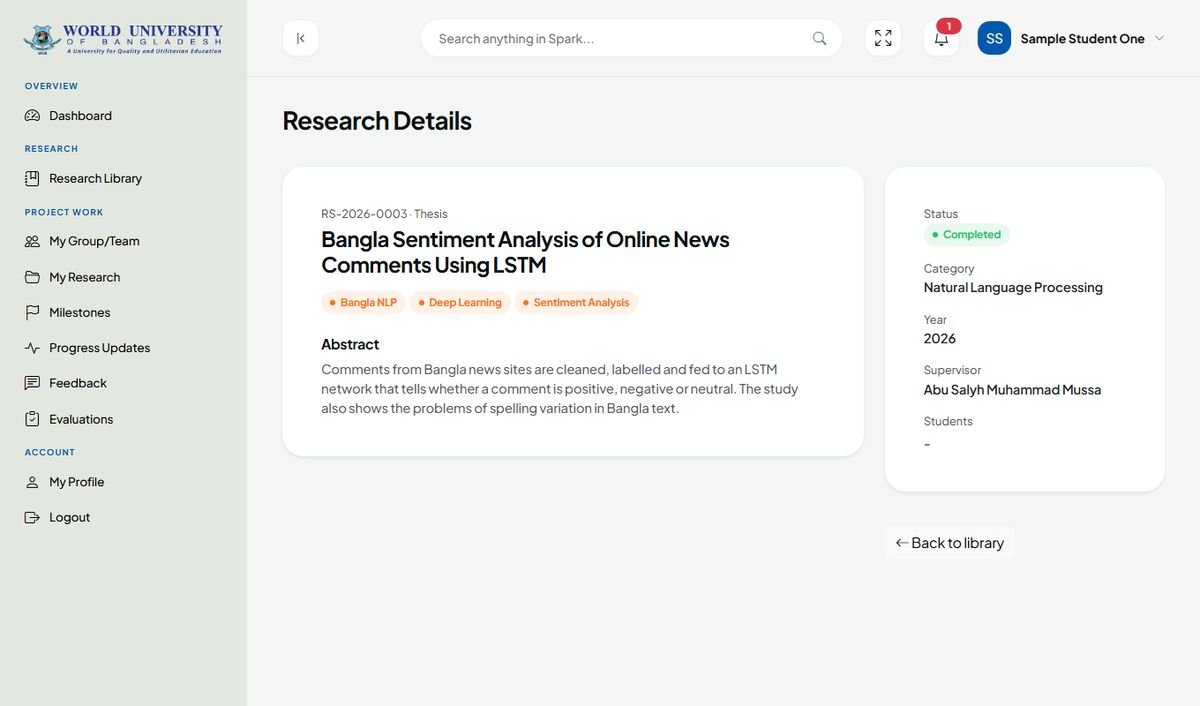 WORLD UNIVERSITY
OF BANGLADESH
A University for Quality and Utilitarian Education
OVERVIEW
Dashboard
RESEARCH
Research Library
PROJECT WORK
My Group/Team
My Research
Milestones
Progress Updates
Feedback
Evaluations
ACCOUNT
My Profile
Logout
Search anything in Spark...
1
SS
Sample Student One
Research Details
RS-2026-0003 · Thesis
Bangla Sentiment Analysis of Online News
Comments Using LSTM
Bangla NLP
Deep Learning
Sentiment Analysis
Abstract
Comments from Bangla news sites are cleaned, labelled and fed to an LSTM
network that tells whether a comment is positive, negative or neutral. The study
also shows the problems of spelling variation in Bangla text.
Status
Completed
Category
Natural Language Processing
Year
2026
Supervisor
Abu Salyh Muhammad Mussa
Students
-
← Back to library